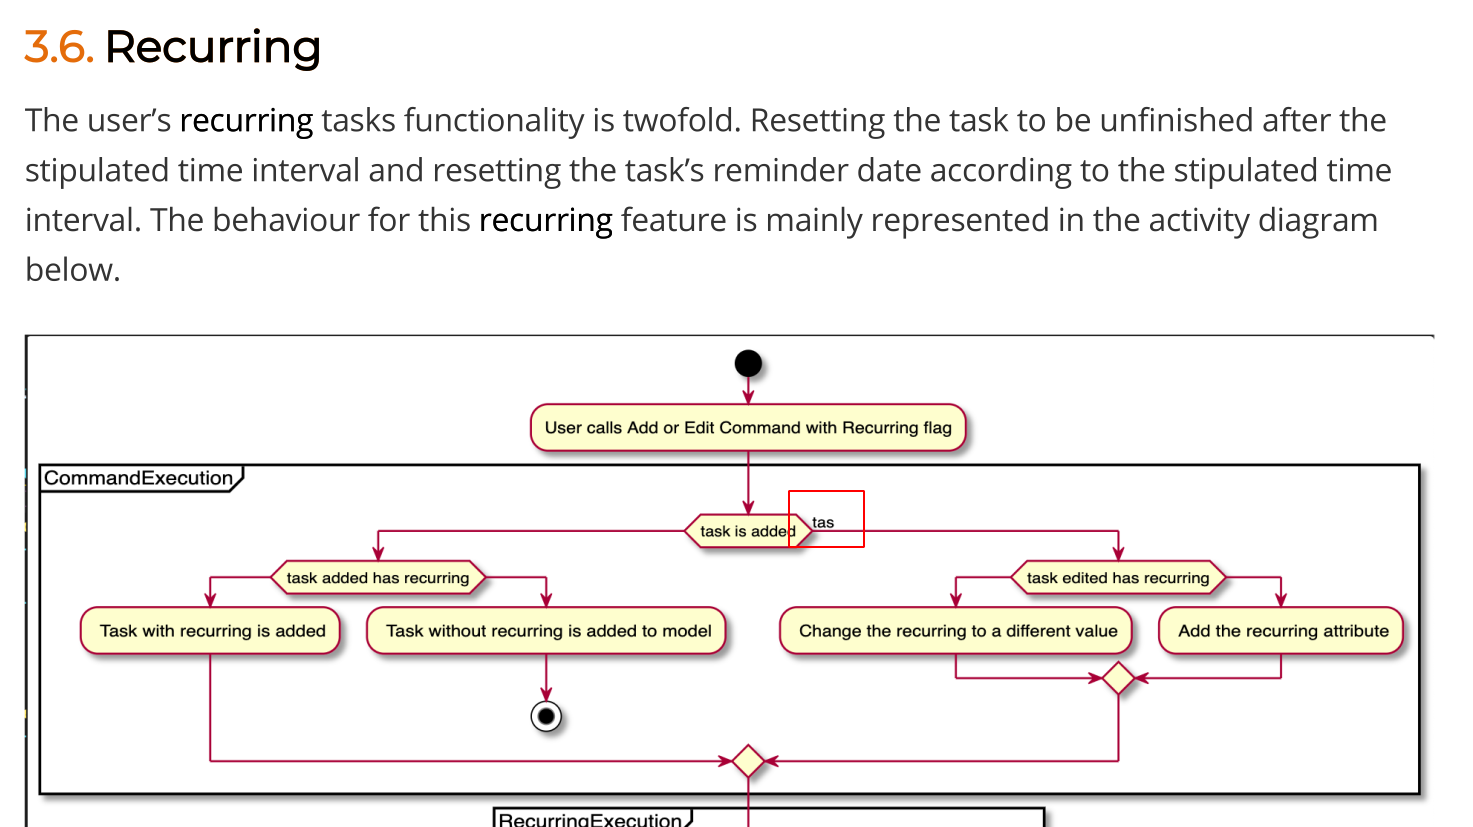 3.6. Recurring
The user’s recurring tasks functionality is twofold. Resetting the task to be unfinished after the
stipulated time interval and resetting the task’s reminder date according to the stipulated time
interval. The behaviour for this recurring feature is mainly represented in the activity diagram
below.
User calls Add or Edit Command with Recurring flag
CommandExecution
task is added
tas
task added has recurring
task edited has recurring
Task with recurring is added
Task without recurring is added to model
Change the recurring to a different value
Add the recurring attribute
RecurringExecution